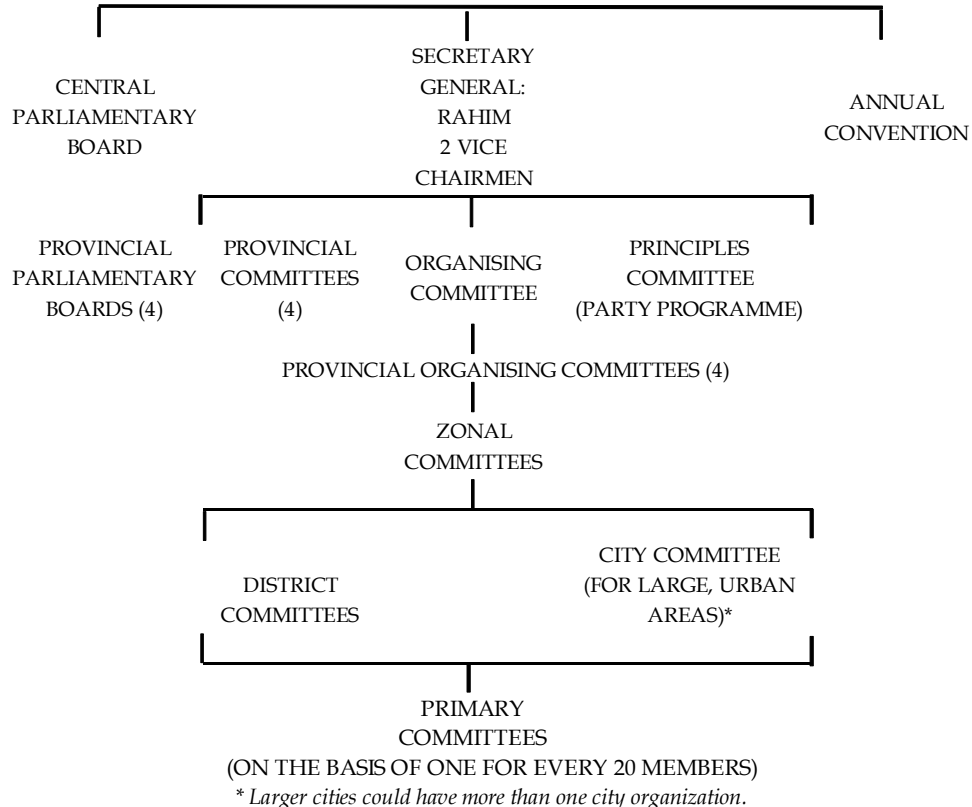 CENTRAL
PARLIAMENTARY
BOARD
SECRETARY
GENERAL:
RAHIM
2 VICE
CHAIRMEN
ANNUAL
CONVENTION
PROVINCIAL
PARLIAMENTARY
BOARDS (4)
PROVINCIAL
COMMITTEES
(4)
ORGANISING
COMMITTEE
PRINCIPLES
COMMITTEE
(PARTY PROGRAMME)
PROVINCIAL ORGANISING COMMITTEES (4)
ZONAL
COMMITTEES
DISTRICT
COMMITTEES
CITY COMMITTEE
(FOR LARGE, URBAN
AREAS)*
PRIMARY
COMMITTEES
(ON THE BASIS OF ONE FOR EVERY 20 MEMBERS)
* Larger cities could have more than one city organization.